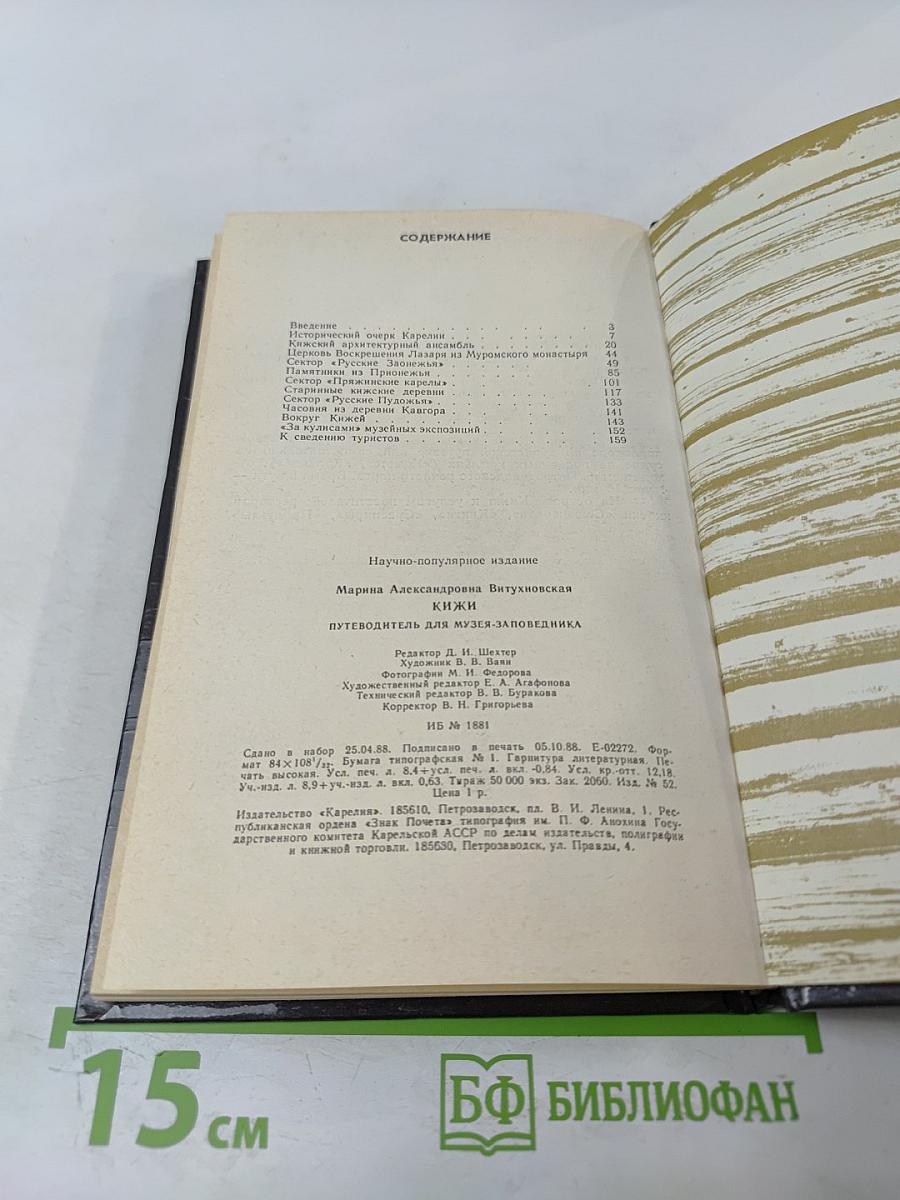 СОДЕРЖАНИЕ
Введение . . . . . . . . . . . . 3
Исторический очерк Карелии . . . . . . . 7
Кижский архитектурный ансамбль . . . . . . 20
Церковь Воскрешения Лазаря из Муромского монастыря 44
Сектор «Русские Заонежья» . . . . . . . 49
Памятники из Прионежья . . . . . . . 85
Сектор «Пряжинские карелы» . . . . . . . 101
Старинные кижские деревни . . . . . . . 117
Сектор «Русские Пудожья» . . . . . . . 133
Часовня из деревни Кавгора . . . . . . . 141
Вокруг Кижей . . . . . . . . . . 143
«За кулисами» музейных экспозиций . . . . . 152
К сведению туристов . . . . . . . . . 159
Научно-популярное издание
Марина Александровна Витухновская
КИЖИ
ПУТЕВОДИТЕЛЬ ДЛЯ МУЗЕЯ-ЗАПОВЕДНИКА
Редактор Д. И. Шехтер
Художник В. В. Ваян
Фотографии М. И. Федорова
Художественный редактор Е. А. Агафонова
Технический редактор В. В. Буракова
Корректор В. Н. Григорьева
ИБ № 1881
Сдано в набор 25.04.88. Подписано в печать 05.10.88. Е-02272. Фор-
мат 84×108¹/₃₂. Бумага типографская № 1. Гарнитура литературная. Пе-
чать высокая. Усл. печ. л. 8,4+усл. печ. л. вкл. -0,84. Усл. кр.-отт. 12,18.
Уч.-изд. л. 8,9+уч.-изд. л. вкл. 0,63. Тираж 50 000 экз. Зак. 2060. Изд. № 52.
Цена 1 р.
Издательство «Карелия». 185610, Петрозаводск, пл. В. И. Ленина, 1. Рес-
публиканская ордена «Знак Почета» типография им. П. Ф. Анохина Госу-
дарственного комитета Карельской АССР по делам издательств, полиграфии
и книжной торговли. 185630, Петрозаводск, ул. Правды, 4.
15 см
БФ БИБЛИОФАН